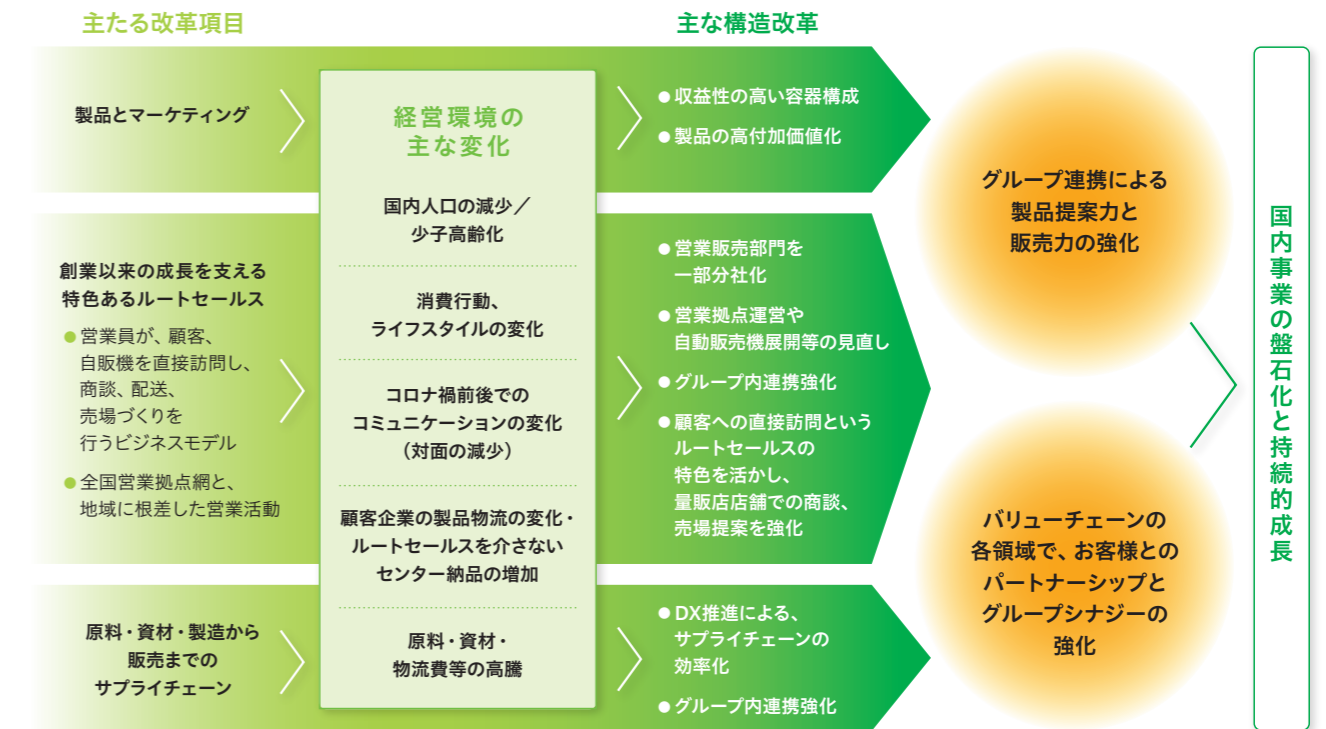 主たる改革項目
主な構造改革
製品とマーケティング
創業以来の成長を支える
特色あるルートセールス
●営業員が、顧客、
自販機を直接訪問し、
商談、配送、
売場づくりを
行うビジネスモデル
●全国営業拠点網と、
地域に根差した営業活動
原料・資材・製造から
販売までの
サプライチェーン
経営環境の
主な変化
国内人口の減少／
少子高齢化
消費行動、
ライフスタイルの変化
コロナ禍前後での
コミュニケーションの変化
（対面の減少）
顧客企業の製品物流の変化・
ルートセールスを介さない
センター納品の増加
原料・資材・
物流費等の高騰
●収益性の高い容器構成
●製品の高付加価値化
●営業販売部門を
一部分社化
●営業拠点運営や
自動販売機展開等の見直し
●グループ内連携強化
●顧客への直接訪問という
ルートセールスの
特色を活かし、
量販店店舗での商談、
売場提案を強化
●DX推進による、
サプライチェーンの
効率化
●グループ内連携強化
グループ連携による
製品提案力と
販売力の強化
バリューチェーンの
各領域で、お客様との
パートナーシップと
グループシナジーの
強化
国内事業の盤石化と持続的成長